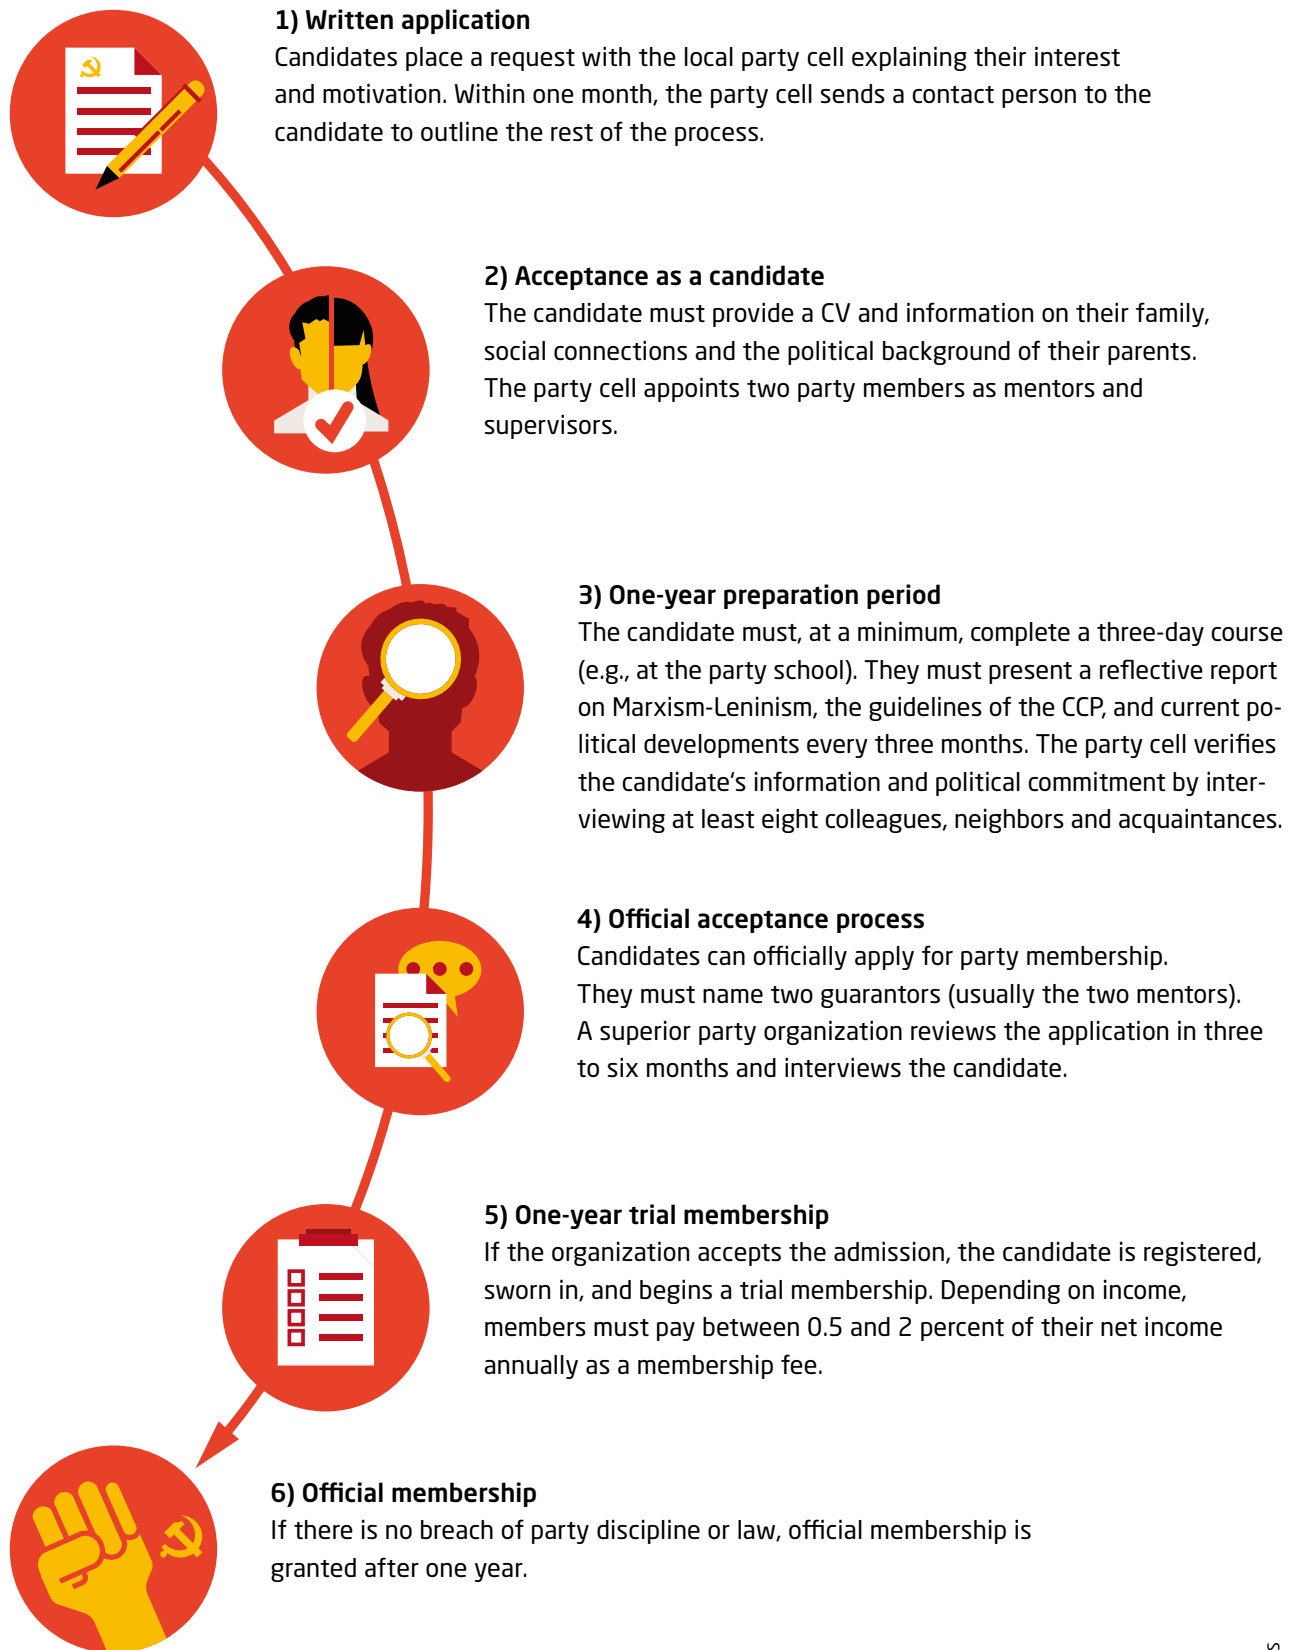 1) Written application
Candidates place a request with the local party cell explaining their interest
and motivation. Within one month, the party cell sends a contact person to the
candidate to outline the rest of the process.
2) Acceptance as a candidate
The candidate must provide a CV and information on their family,
social connections and the political background of their parents.
The party cell appoints two party members as mentors and
supervisors.
3) One-year preparation period
The candidate must, at a minimum, complete a three-day course
(e.g., at the party school). They must present a reflective report
on Marxism-Leninism, the guidelines of the CCP, and current po-
litical developments every three months. The party cell verifies
the candidate‘s information and political commitment by inter-
viewing at least eight colleagues, neighbors and acquaintances.
4) Official acceptance process
Candidates can officially apply for party membership.
They must name two guarantors (usually the two mentors).
A superior party organization reviews the application in three
to six months and interviews the candidate.
5) One-year trial membership
If the organization accepts the admission, the candidate is registered,
sworn in, and begins a trial membership. Depending on income,
members must pay between 0.5 and 2 percent of their net income
annually as a membership fee.
6) Official membership
If there is no breach of party discipline or law, official membership is
granted after one year.